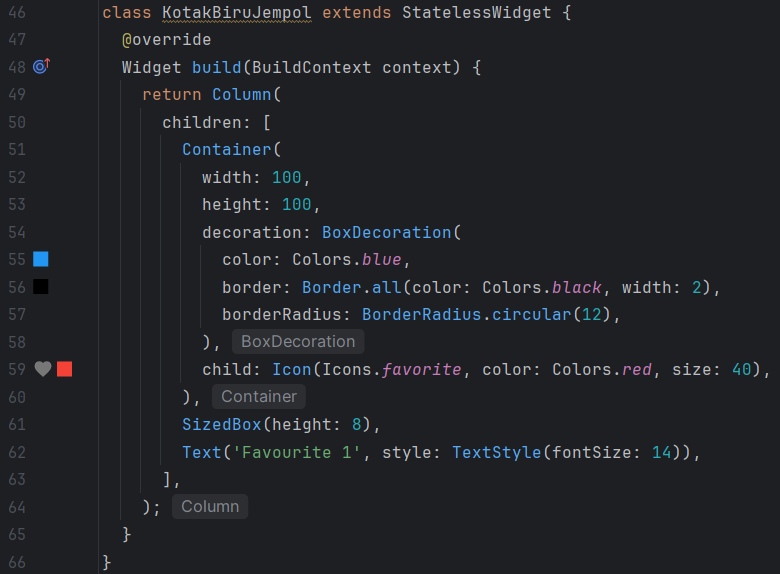 46 class KotakBiruJempol extends StatelessWidget {
47 @override
48 Widget build(BuildContext context) {
49 return Column(
50 children: [
51 Container(
52 width: 100,
53 height: 100,
54 decoration: BoxDecoration(
55 color: Colors.blue,
56 border: Border.all(color: Colors.black, width: 2),
57 borderRadius: BorderRadius.circular(12),
58 ), BoxDecoration
59 child: Icon(Icons.favorite, color: Colors.red, size: 40),
60 ), Container
61 SizedBox(height: 8),
62 Text('Favourite 1', style: TextStyle(fontSize: 14)),
63 ],
64 ); Column
65 }
66 }